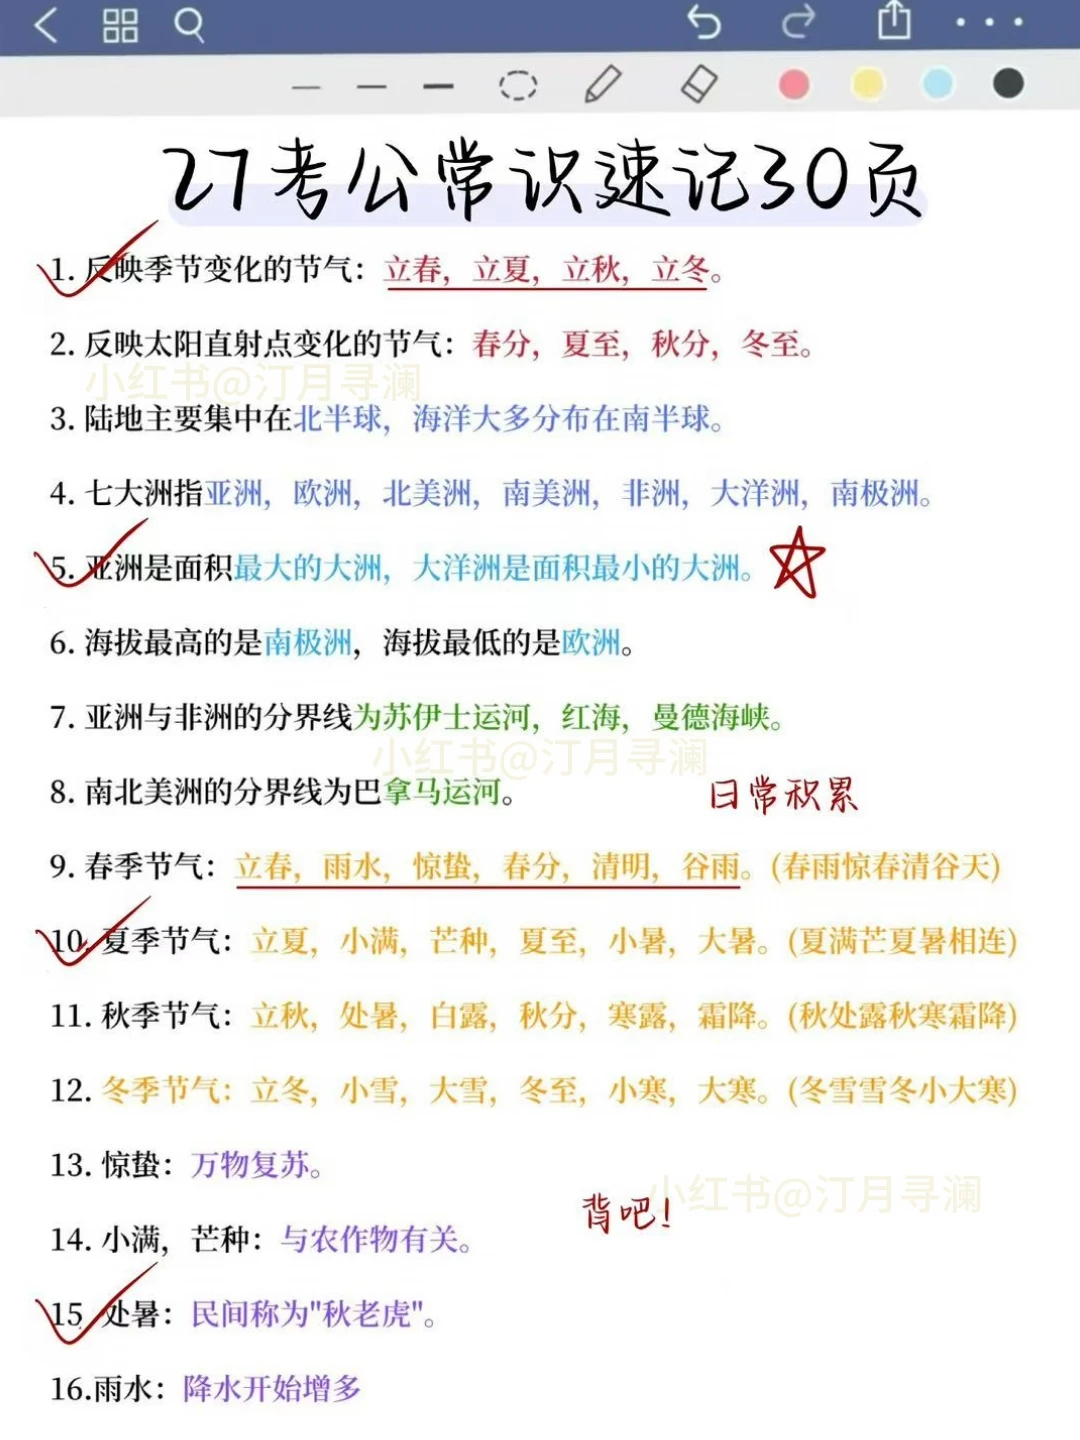 27考公常识速记30页
1. 反映季节变化的节气：立春，立夏，立秋，立冬。
2. 反映太阳直射点变化的节气：春分，夏至，秋分，冬至。
小红书@汀月寻澜
3. 陆地主要集中在北半球，海洋大多分布在南半球。
4. 七大洲指亚洲，欧洲，北美洲，南美洲，非洲，大洋洲，南极洲。
5. 亚洲是面积最大的大洲，大洋洲是面积最小的大洲。
6. 海拔最高的是南极洲，海拔最低的是欧洲。
7. 亚洲与非洲的分界线为苏伊士运河，红海，曼德海峡。
小红书@汀月寻澜
8. 南北美洲的分界线为巴拿马运河。
日常积累
9. 春季节气：立春，雨水，惊蛰，春分，清明，谷雨。(春雨惊春清谷天)
10. 夏季节气：立夏，小满，芒种，夏至，小暑，大暑。(夏满芒夏暑相连)
11. 秋季节气：立秋，处暑，白露，秋分，寒露，霜降。(秋处露秋寒霜降)
12. 冬季节气：立冬，小雪，大雪，冬至，小寒，大寒。(冬雪雪冬小大寒)
13. 惊蛰：万物复苏。
小红书@汀月寻澜
背吧！
14. 小满，芒种：与农作物有关。
15. 处暑：民间称为"秋老虎"。
16.雨水：降水开始增多